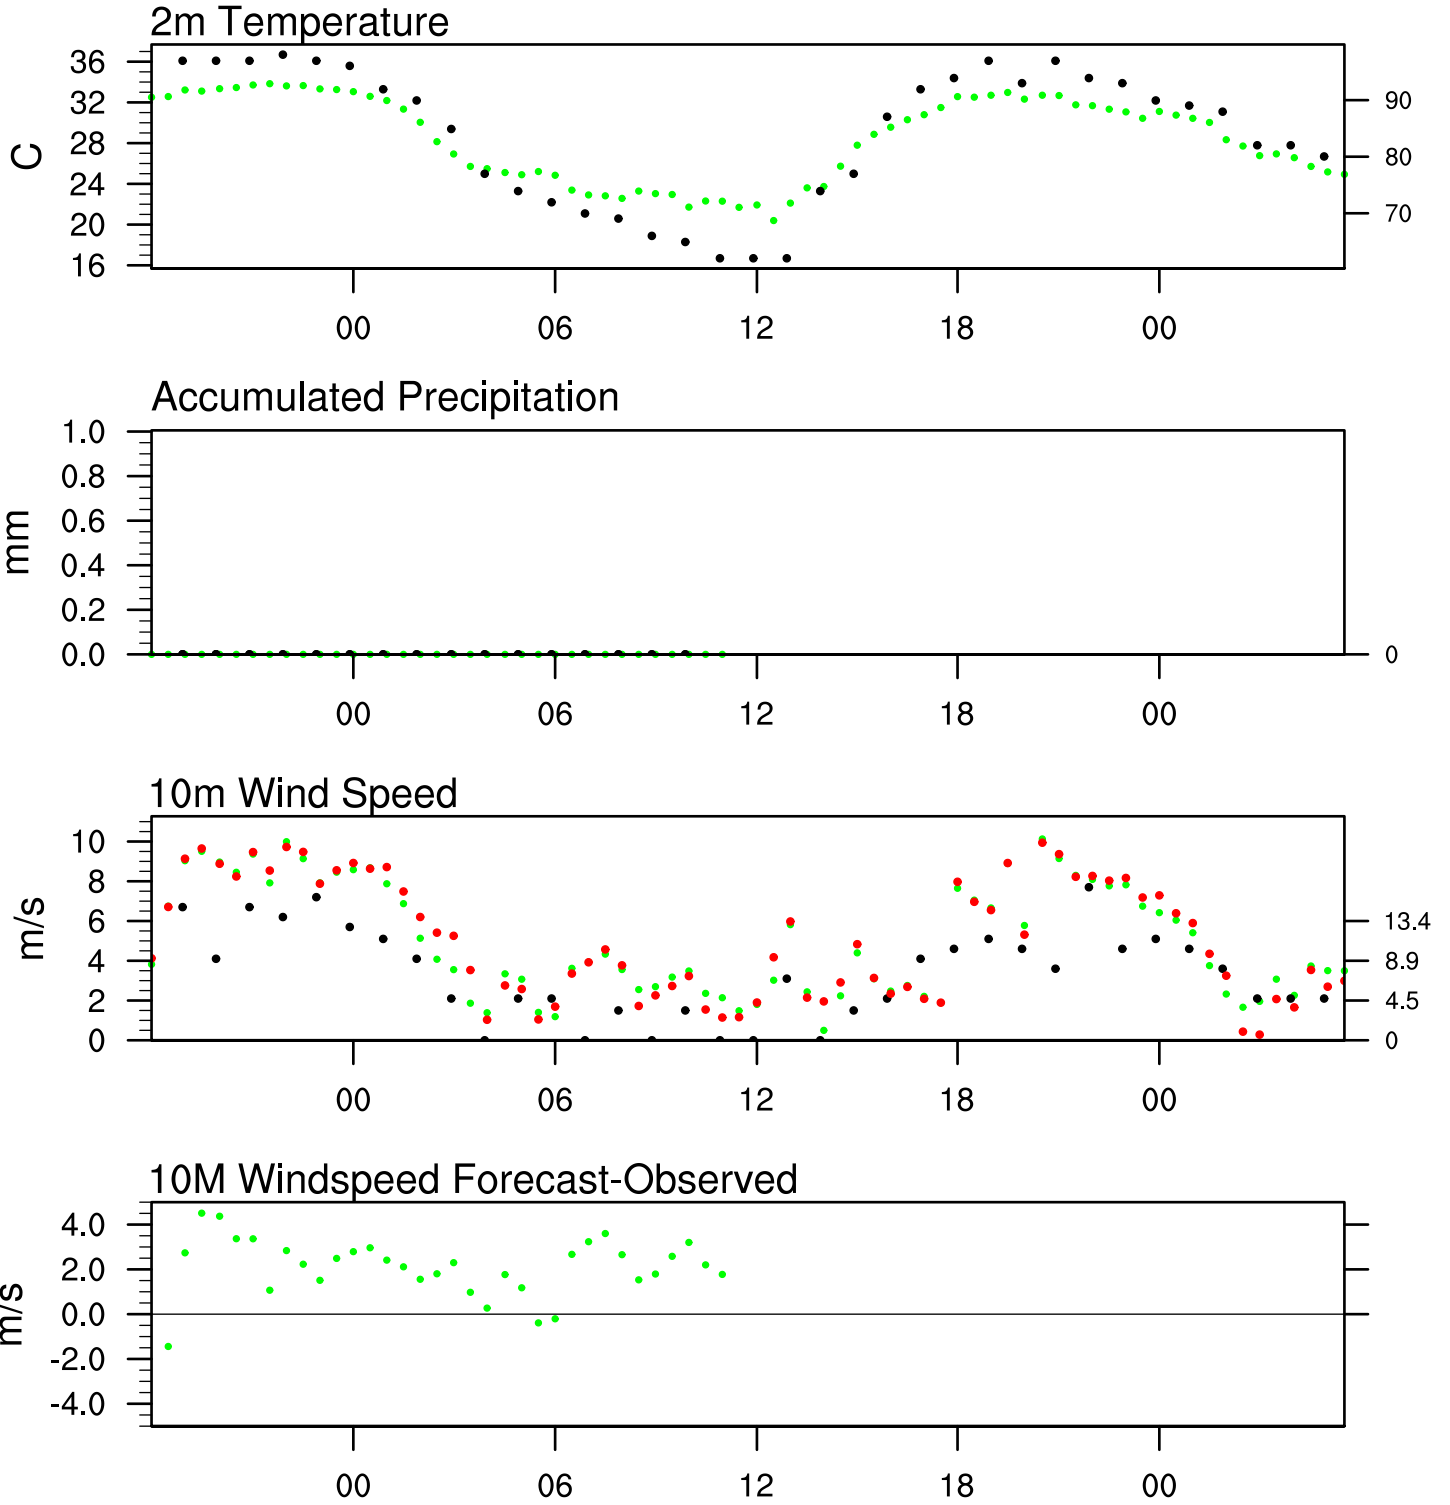 2m Temperature
36
32
28
24
20
16
C
90
80
70
00 06 12 18 00
Accumulated Precipitation
1.0
0.8
0.6
0.4
0.2
0.0
mm
0
00 06 12 18 00
10m Wind Speed
10
8
6
4
2
0
m/s
13.4
8.9
4.5
0
00 06 12 18 00
10M Windspeed Forecast-Observed
4.0
2.0
0.0
-2.0
-4.0
m/s
00 06 12 18 00